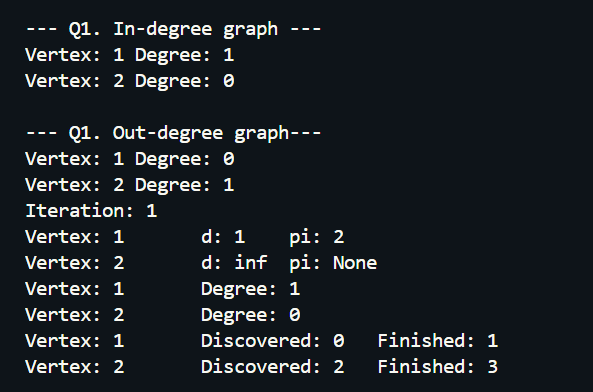 --- Q1. In-degree graph ---
Vertex: 1 Degree: 1
Vertex: 2 Degree: 0

--- Q1. Out-degree graph---
Vertex: 1 Degree: 0
Vertex: 2 Degree: 1
Iteration: 1
Vertex: 1 d: 1 pi: 2
Vertex: 2 d: inf pi: None
Vertex: 1 Degree: 1
Vertex: 2 Degree: 0
Vertex: 1 Discovered: 0 Finished: 1
Vertex: 2 Discovered: 2 Finished: 3